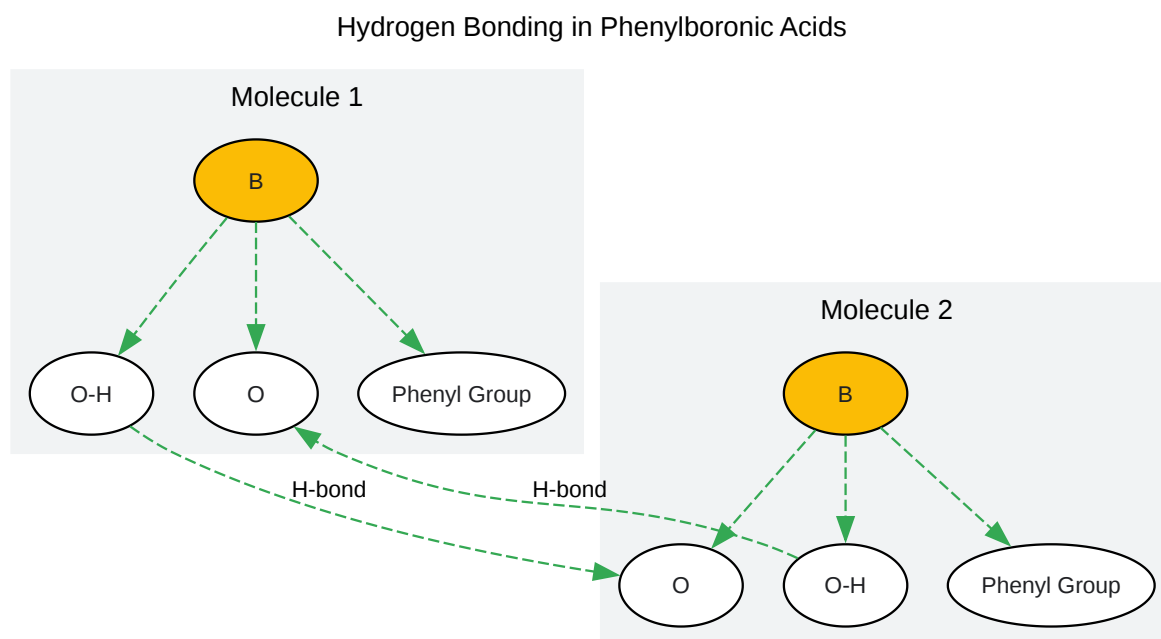 Hydrogen Bonding in Phenylboronic Acids
Molecule 1
B
O-H
O
Phenyl Group
Molecule 2
B
H-bond
H-bond
O
O-H
Phenyl Group